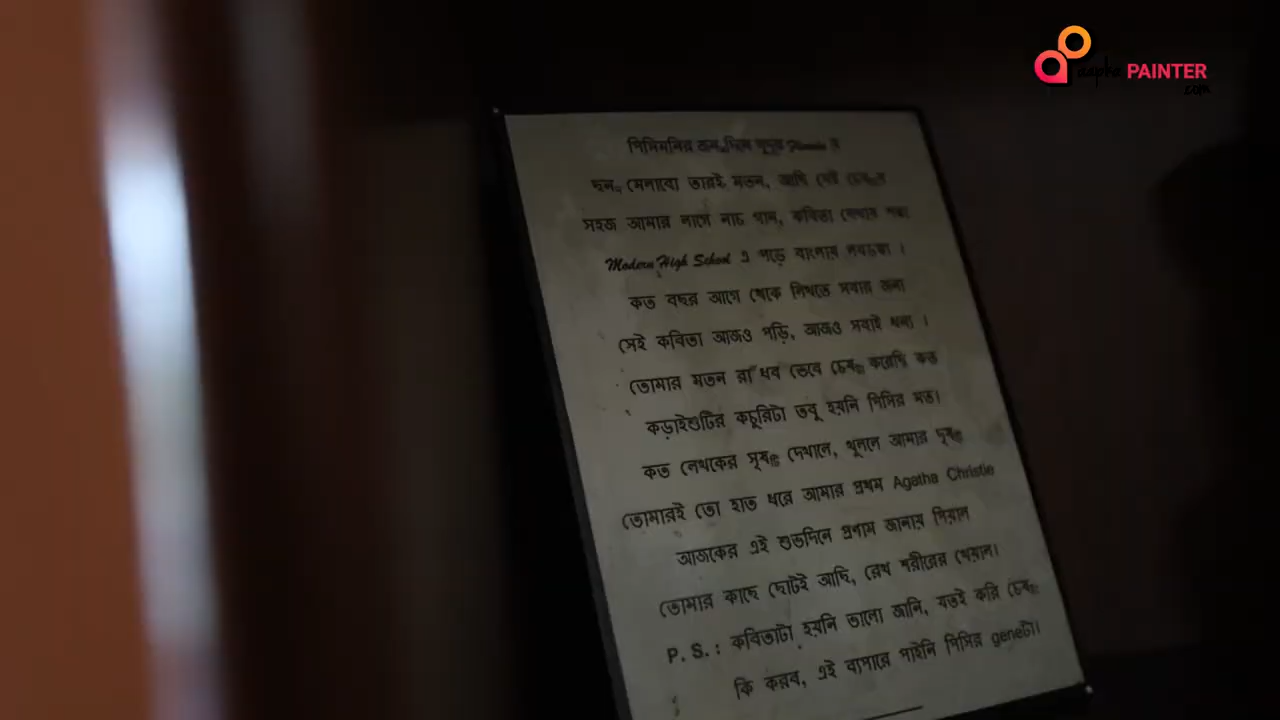 PAINTER
.com
পিসিমনির জন্মদিনে
ছন্দ মেলাবো তারই মতন, আমি সেই
সহজ আমার লাগে নাচ গান, কবিতা লেখার
Modern High School এ পড়ে বাংলায় লবডঙ্কা ।
কত বছর আগে থেকে লিখতে সবার জন্য
সেই কবিতা আজও পড়ি, আজও সবাই ধন্য ।
তোমার মতন রাঁধব ভেবে চেষ্টা করেছি কত
কড়াইশুটির কচুরিটা তবু হয়নি পিসির মত।
কত লেখকের সৃষ্টি দেখালে, খুললে আমার দৃষ্টি
তোমারই তো হাত ধরে আমার প্রথম Agatha Christie
আজকের এই শুভদিনে প্রণাম জানায় পিয়াল
তোমার কাছে ছোটই আছি, রেখ শরীরের খেয়াল।
P. S. : কবিতাটা হয়নি ভালো জানি, যতই করি চেষ্টা
কি করব, এই ব্যাপারে পাইনি পিসির geneটা।